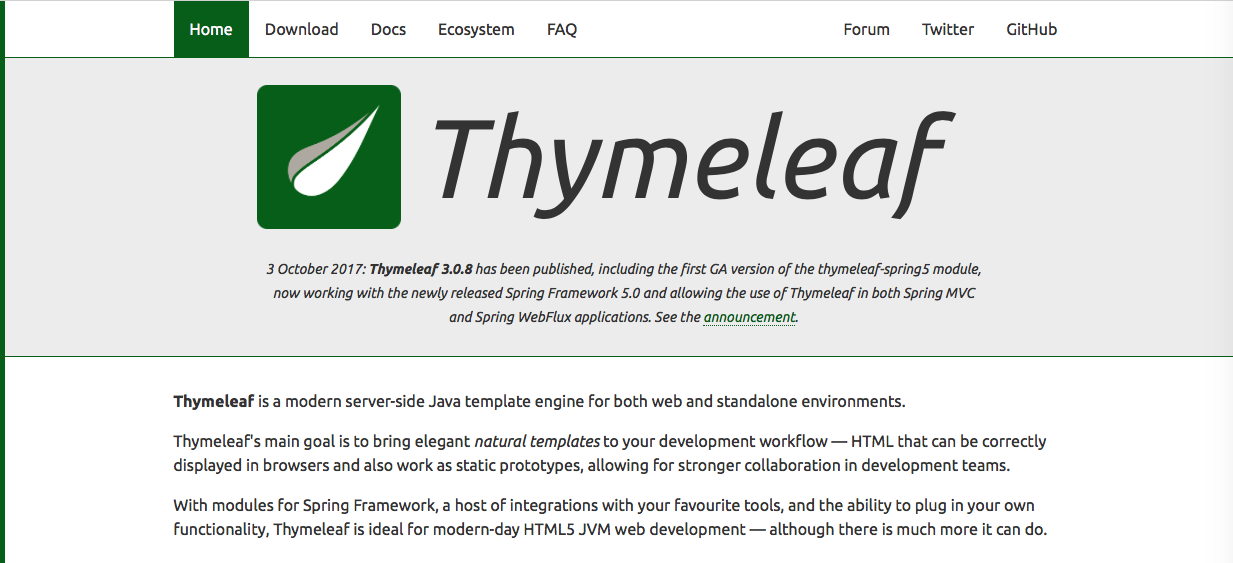 Home Download Docs Ecosystem FAQ Forum Twitter GitHub
Thymeleaf
3 October 2017: Thymeleaf 3.0.8 has been published, including the first GA version of the thymeleaf-spring5 module,
now working with the newly released Spring Framework 5.0 and allowing the use of Thymeleaf in both Spring MVC
and Spring WebFlux applications. See the announcement.
Thymeleaf is a modern server-side Java template engine for both web and standalone environments.
Thymeleaf's main goal is to bring elegant natural templates to your development workflow — HTML that can be correctly
displayed in browsers and also work as static prototypes, allowing for stronger collaboration in development teams.
With modules for Spring Framework, a host of integrations with your favourite tools, and the ability to plug in your own
functionality, Thymeleaf is ideal for modern-day HTML5 JVM web development — although there is much more it can do.